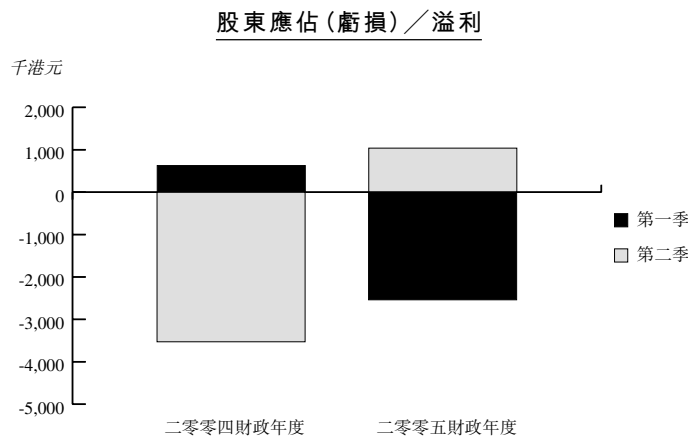 股東應佔(虧損)╱溢利
千港元
2,000
1,000
0
-1,000
-2,000
-3,000
-4,000
-5,000
第一季
第二季
二零零四財政年度 二零零五財政年度